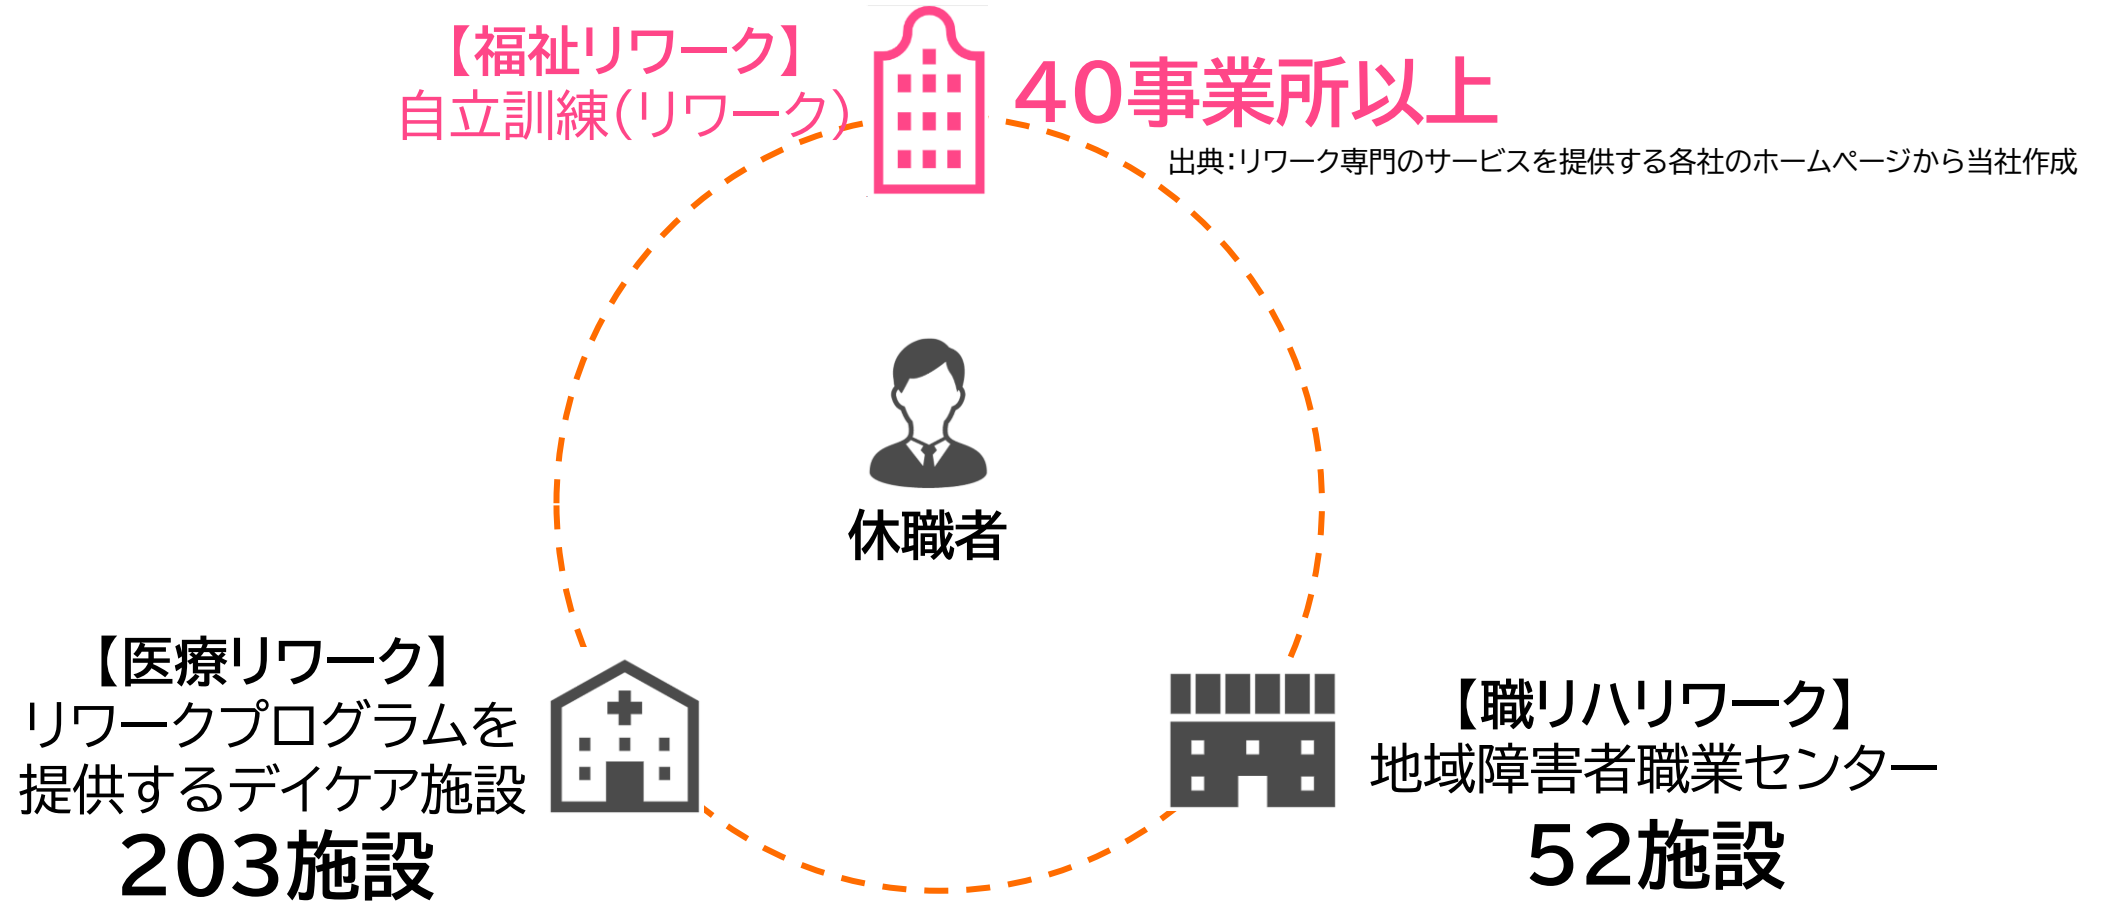 【福祉リワーク】
自立訓練(リワーク)
40事業所以上
出典:リワーク専門のサービスを提供する各社のホームページから当社作成
休職者
【医療リワーク】
リワークプログラムを
提供するデイケア施設
203施設
【職リハリワーク】
地域障害者職業センター
52施設